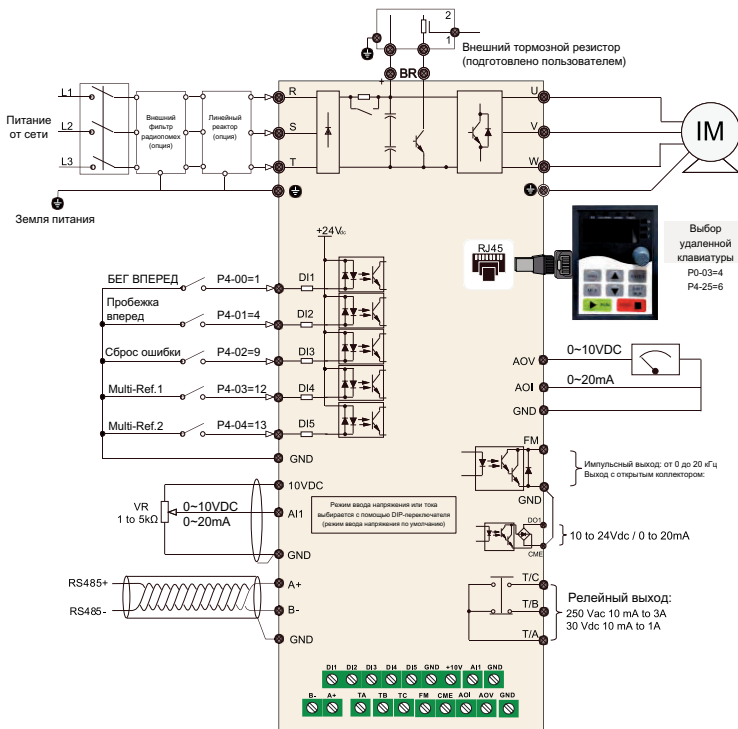 2
1
Внешний тормозной резистор
(подготовлено пользователем)
+
BR
L1
L2
L3
Питание
от сети
Внешний
фильтр
радиопомех
(опция)
Линейный
реактор
(опция)
R
S
T
U
V
W
IM
Земля питания
+24Vdc
RJ45
Выбор
удаленной
клавиатуры
P0-03=4
P4-25=6
БЕГ ВПЕРЕД P4-00=1 DI1
Пробежка
вперед P4-01=4 DI2
Сброс ошибки P4-02=9 DI3
Multi-Ref.1 P4-03=12 DI4
Multi-Ref.2 P4-04=13 DI5
GND
AOV 0~10VDC
AOI 0~20mA
GND
FM
Импульсный выход: от 0 до 20 кГц
Выход с открытым коллектором:
GND
DO1
CME
10 to 24Vdc / 0 to 20mA
10VDC
VR
1 to 5kΩ
0~10VDC
0~20mA
AI1
GND
Режим ввода напряжения или тока
выбирается с помощью DIP-переключателя
(режим ввода напряжения по умолчанию)
RS485+ A+
RS485- B-
GND
T/C
T/B
T/A
Релейный выход:
250 Vac 10 mA to 3A
30 Vdc 10 mA to 1A
DI1 DI2 DI3 DI4 DI5 GND +10V AI1 GND
B- A+ TA TB TC FM CME AOI AOV GND